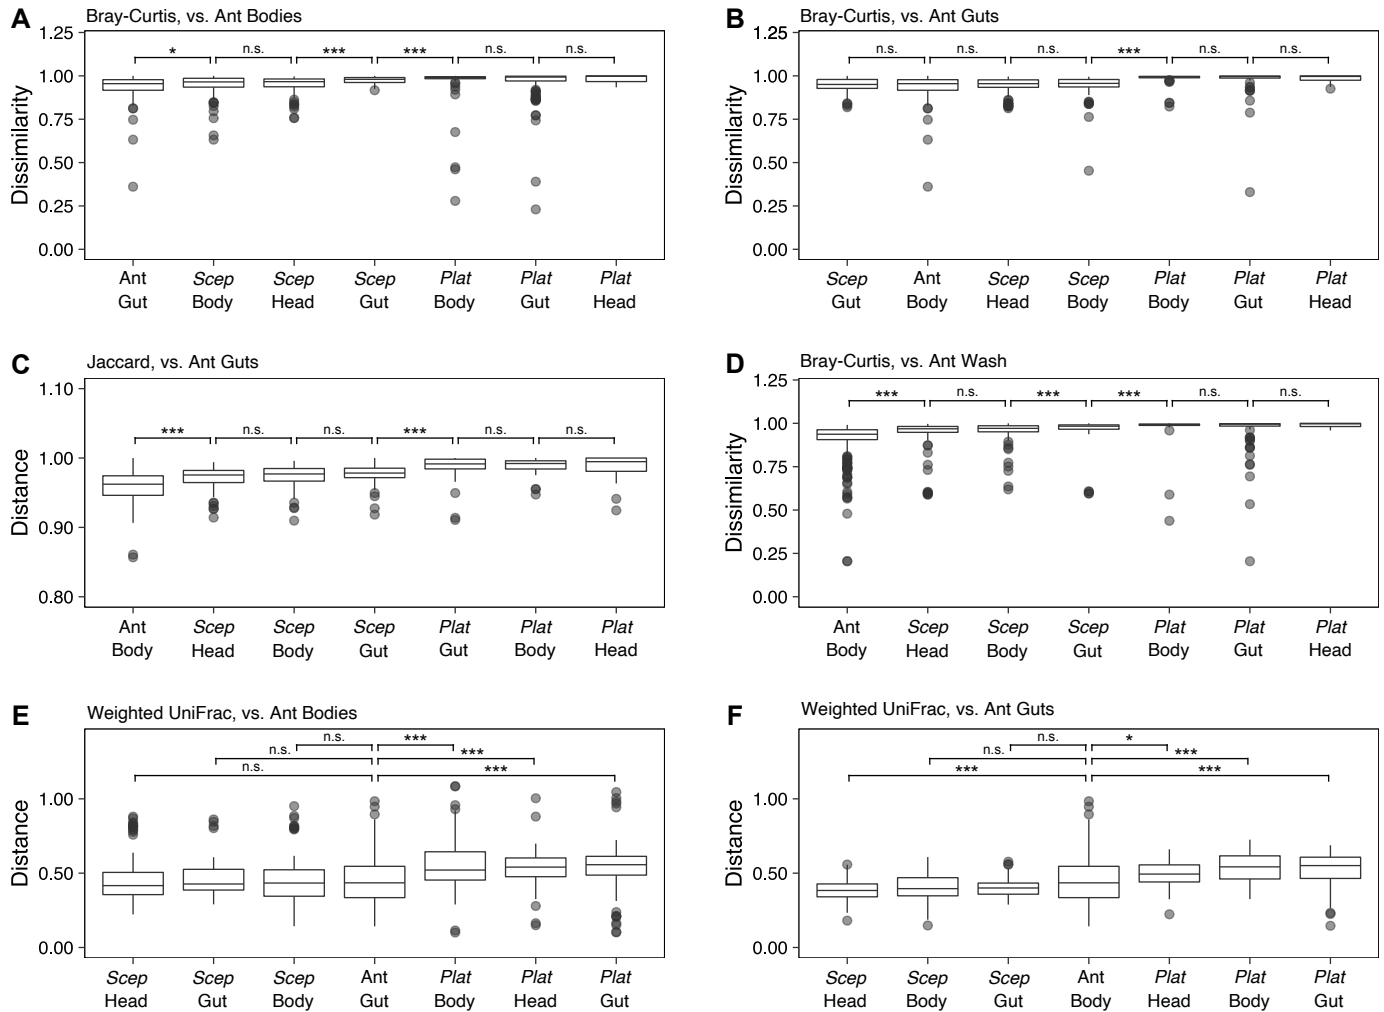 A Bray-Curtis, vs. Ant Bodies
1.25
1.00
0.75
0.50
0.25
0.00
Dissimilarity
* n.s. *** *** n.s. n.s.
Ant Scep Scep Scep Plat Plat Plat
Gut Body Head Gut Body Gut Head
B Bray-Curtis, vs. Ant Guts
1.25
1.00
0.75
0.50
0.25
0.00
Dissimilarity
n.s. n.s. n.s. *** n.s. n.s.
Scep Ant Scep Scep Plat Plat Plat
Gut Body Head Body Body Gut Head
C Jaccard, vs. Ant Guts
1.10
1.00
0.90
0.80
Distance
*** n.s. n.s. *** n.s. n.s.
Ant Scep Scep Scep Plat Plat Plat
Body Head Body Gut Gut Body Head
D Bray-Curtis, vs. Ant Wash
1.25
1.00
0.75
0.50
0.25
0.00
Dissimilarity
*** n.s. *** *** n.s. n.s.
Ant Scep Scep Scep Plat Plat Plat
Body Head Body Gut Body Gut Head
E Weighted UniFrac, vs. Ant Bodies
1.00
0.50
0.00
Distance
n.s. ***
n.s. ***
n.s. ***
Scep Scep Scep Ant Plat Plat Plat
Head Gut Body Gut Body Head Gut
F Weighted UniFrac, vs. Ant Guts
1.00
0.50
0.00
Distance
n.s. *
n.s. ***
*** ***
Scep Scep Scep Ant Plat Plat Plat
Head Body Gut Body Head Body Gut